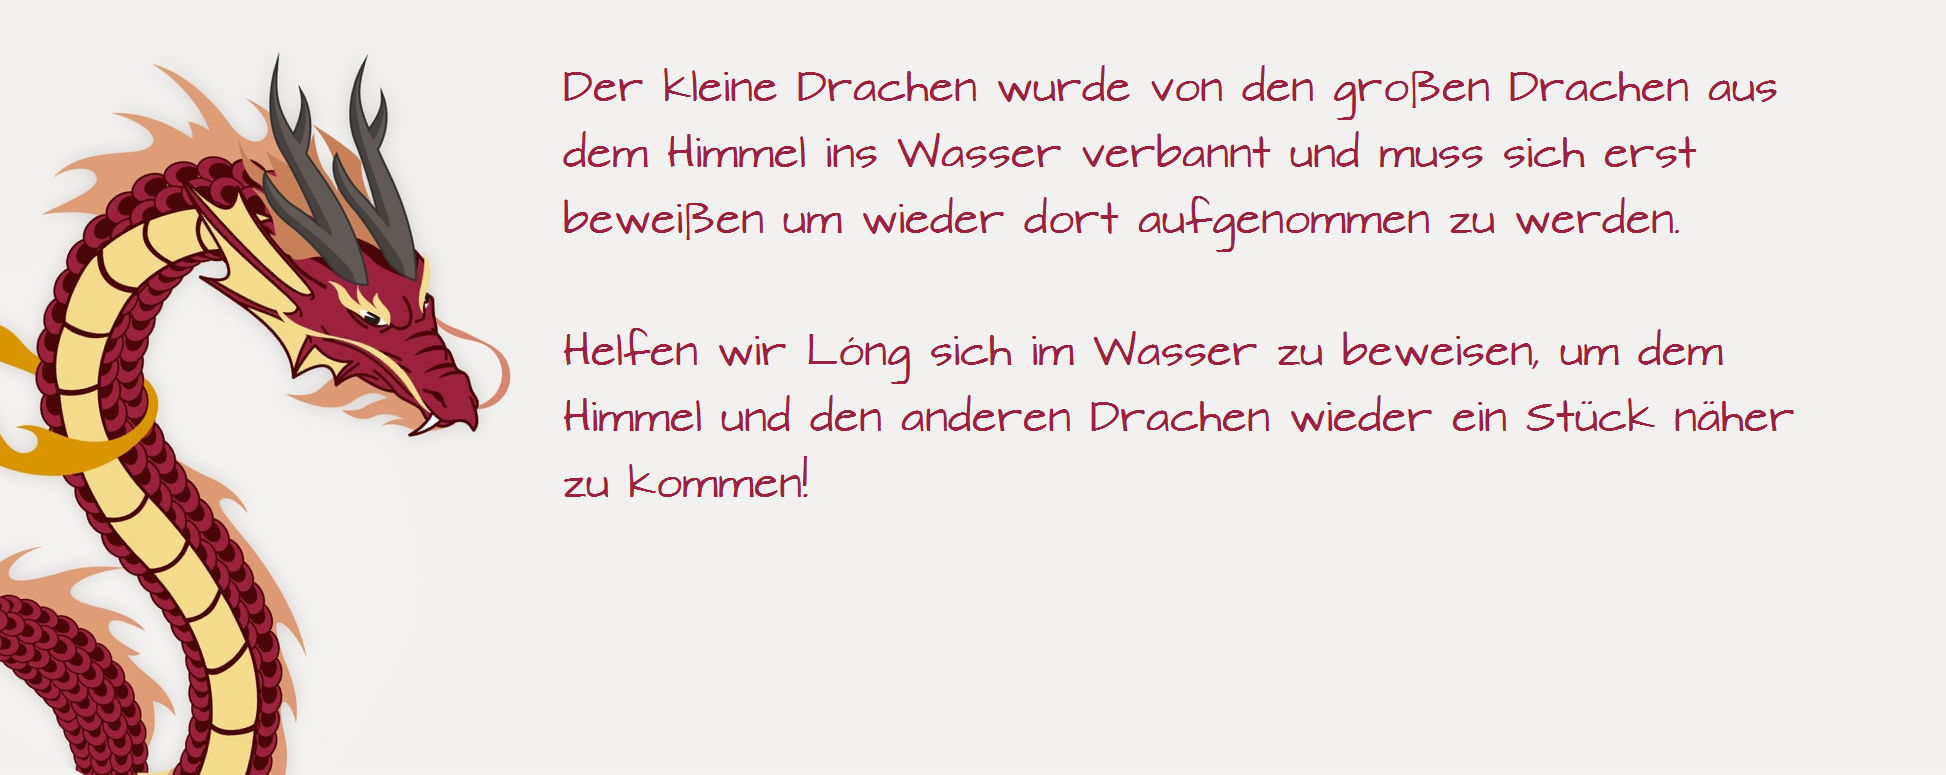 Der kleine Drachen wurde von den großen Drachen aus
dem Himmel ins Wasser verbannt und muss sich erst
beweißen um wieder dort aufgenommen zu werden.
Helfen wir Lóng sich im Wasser zu beweisen, um dem
Himmel und den anderen Drachen wieder ein Stück näher
zu kommen!